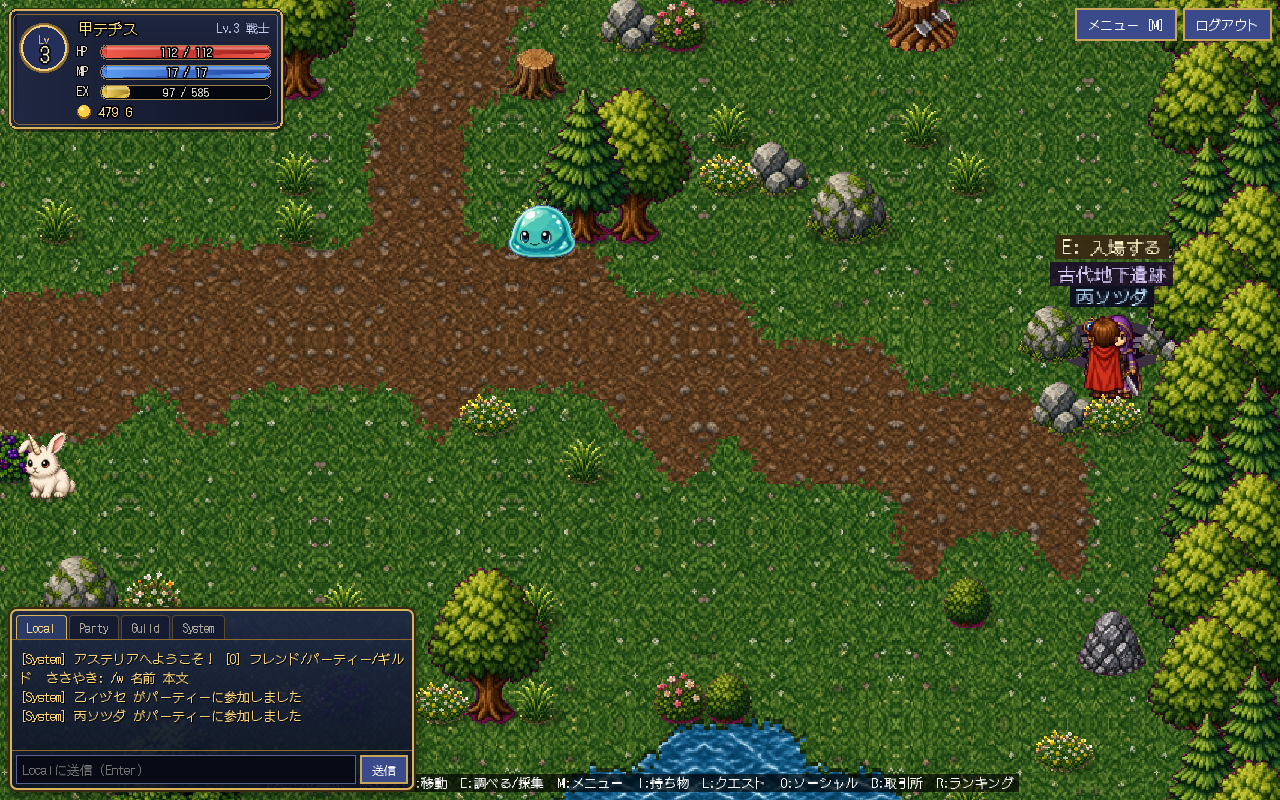 Lv
3
甲テヂス
Lv.3 戦士
HP 112 / 112
MP 17 / 17
EX 97 / 585
479 G
メニュー [M]
ログアウト
E: 入場する
古代地下遺跡
丙ソツダ
Local
Party
Guild
System
[System] アステリアへようこそ！ [O] フレンド/パーティー/ギル
ド ささやき: /w 名前 本文
[System] 乙ィヅセ がパーティーに参加しました
[System] 丙ソツダ がパーティーに参加しました
Localに送信 (Enter)
送信
:移動 E:調べる/採集 M:メニュー I:持ち物 L:クエスト O:ソーシャル B:取引所 R:ランキング